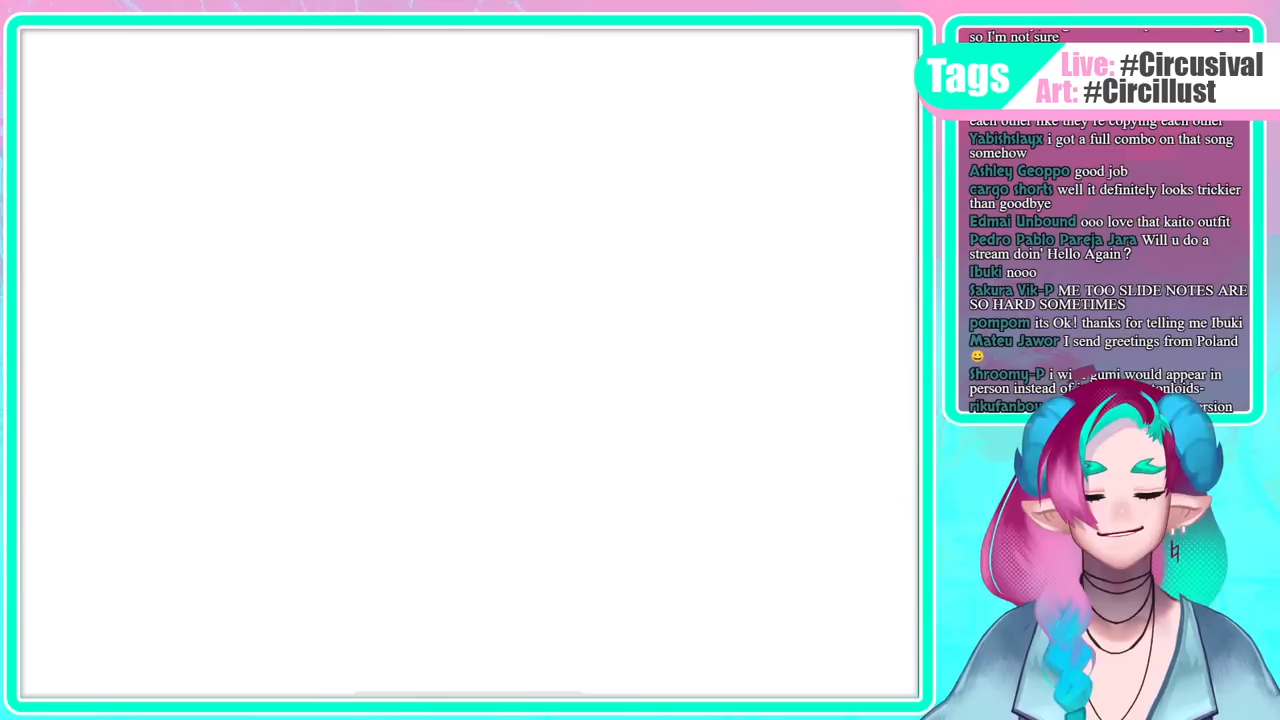 so I'm not sure
Tags
Live: #Circusival
Art: #Circillust
each other like they're copying each other
Yabishslayx i got a full combo on that song
somehow
Ashley Geoppo good job
cargo shorts well it definitely looks trickier
than goodbye
Edmai Unbound ooo love that kaito outfit
Pedro Pablo Pareja Jara Will u do a
stream doin' Hello Again?
Ibuki nooo
Sakura Vik-P ME TOO SLIDE NOTES ARE
SO HARD SOMETIMES
pompom its Ok! thanks for telling me Ibuki
Mateu Jawor I send greetings from Poland
😀
Shroomy-P i gumi would appear in
person instead of
rikufanbou